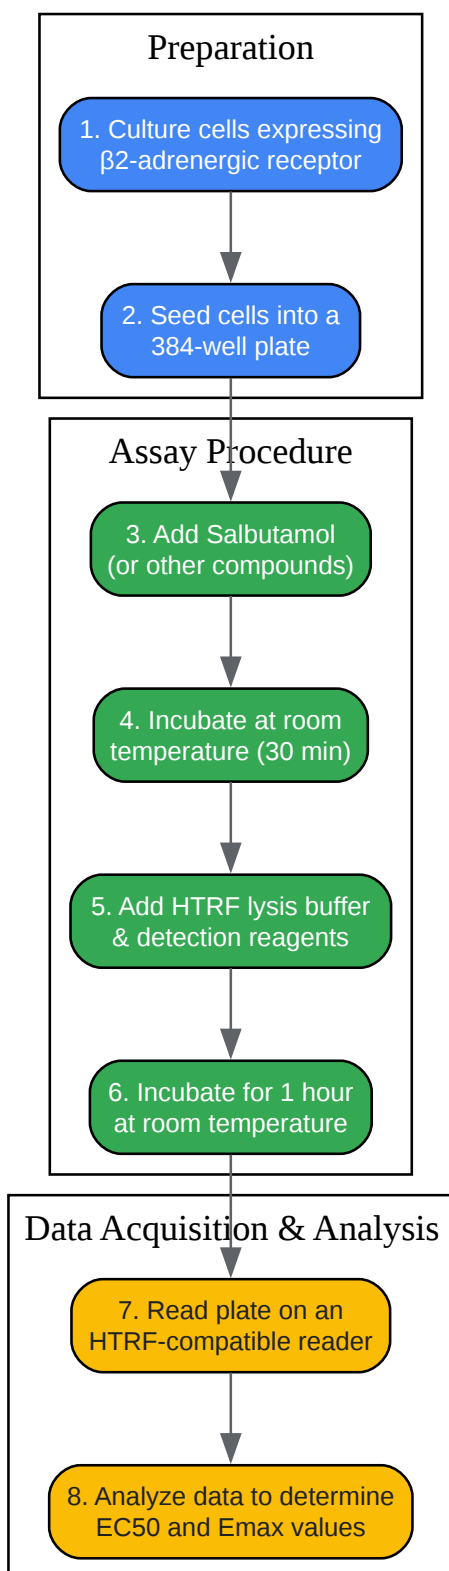 Preparation
1. Culture cells expressing
β2-adrenergic receptor
2. Seed cells into a
384-well plate
Assay Procedure
3. Add Salbutamol
(or other compounds)
4. Incubate at room
temperature (30 min)
5. Add HTRF lysis buffer
& detection reagents
6. Incubate for 1 hour
at room temperature
Data Acquisition & Analysis
7. Read plate on an
HTRF-compatible reader
8. Analyze data to determine
EC50 and Emax values